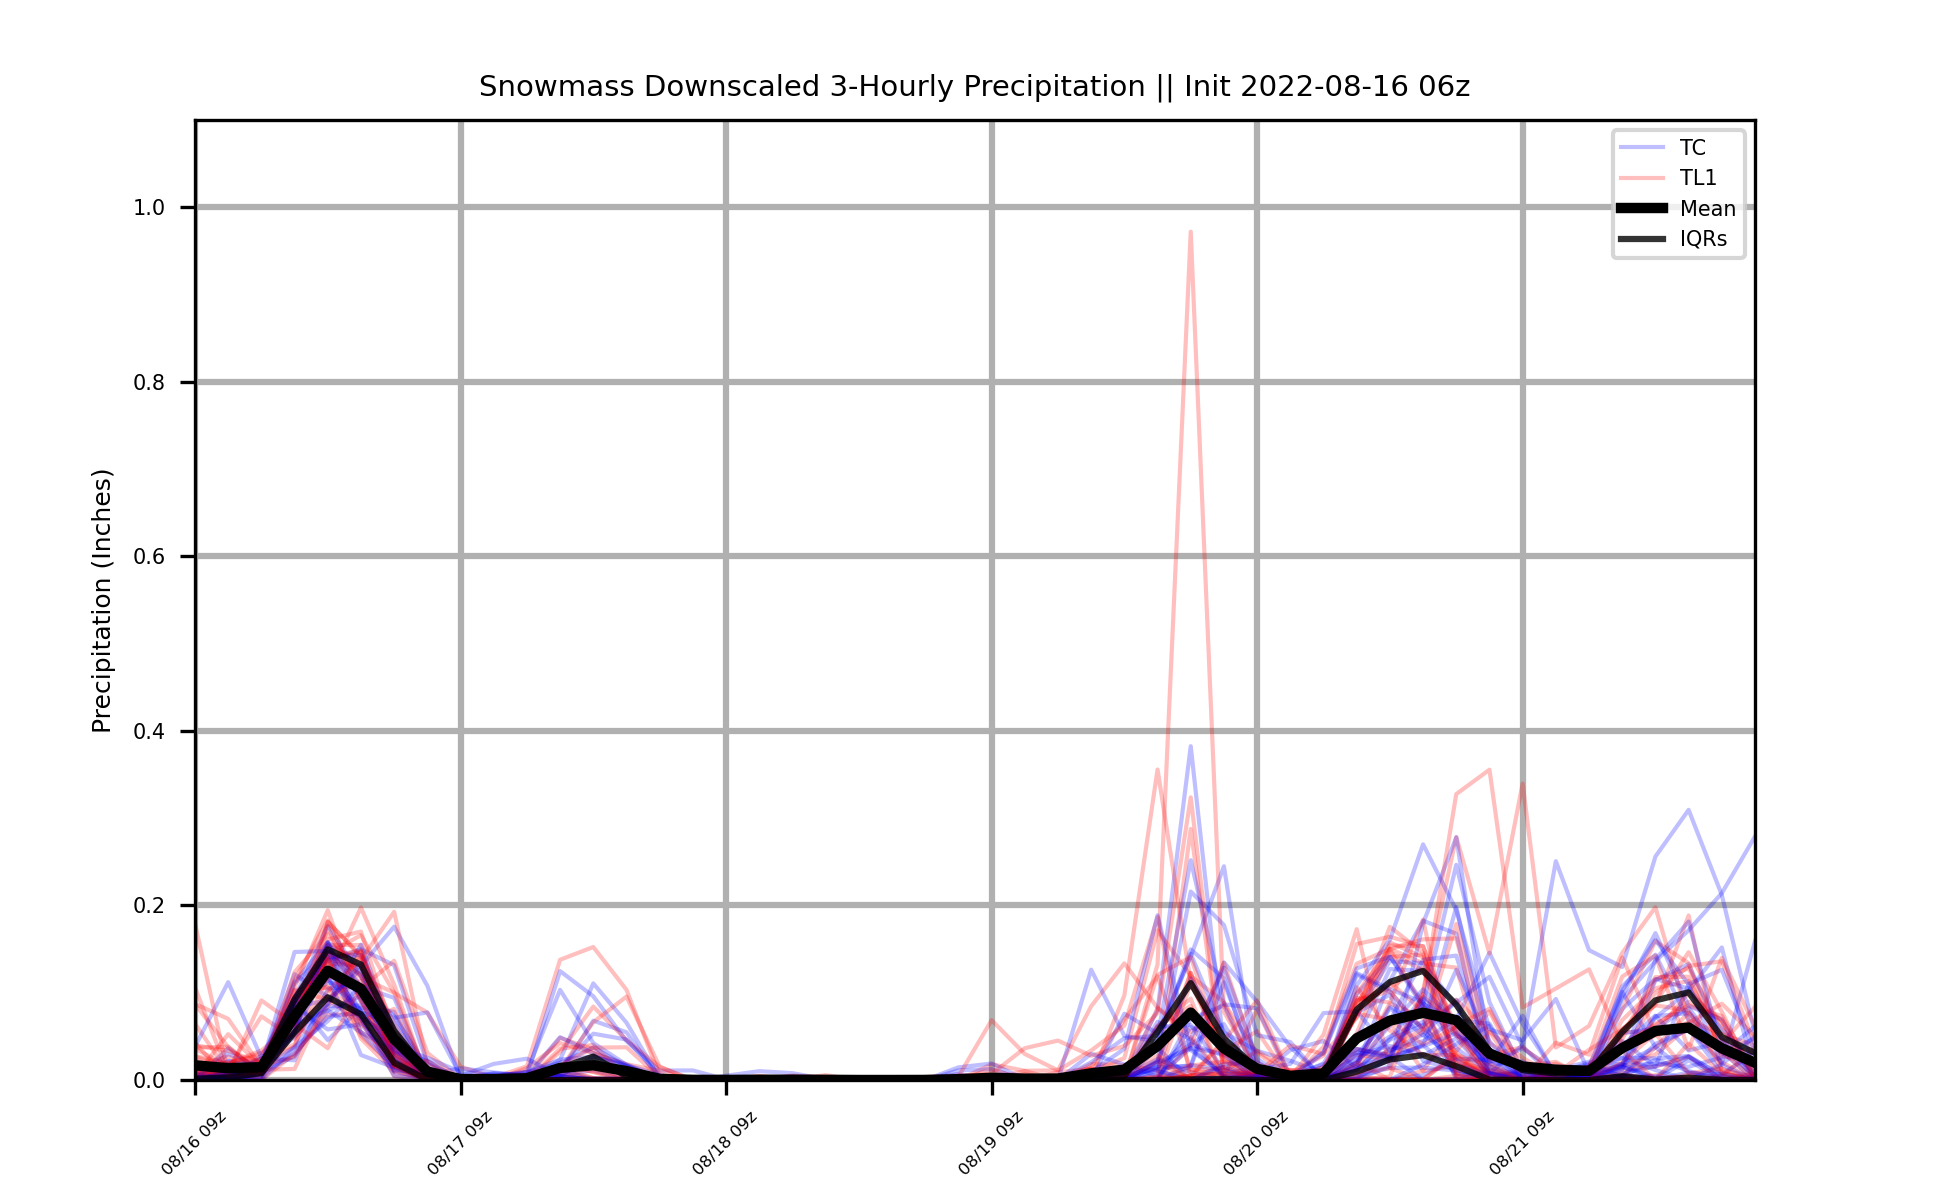 Snowmass Downscaled 3-Hourly Precipitation || Init 2022-08-16 06z
TC
TL1
Mean
IQRs
Precipitation (Inches)
1.0
0.8
0.6
0.4
0.2
0.0
08/16 09z
08/17 09z
08/18 09z
08/19 09z
08/20 09z
08/21 09z